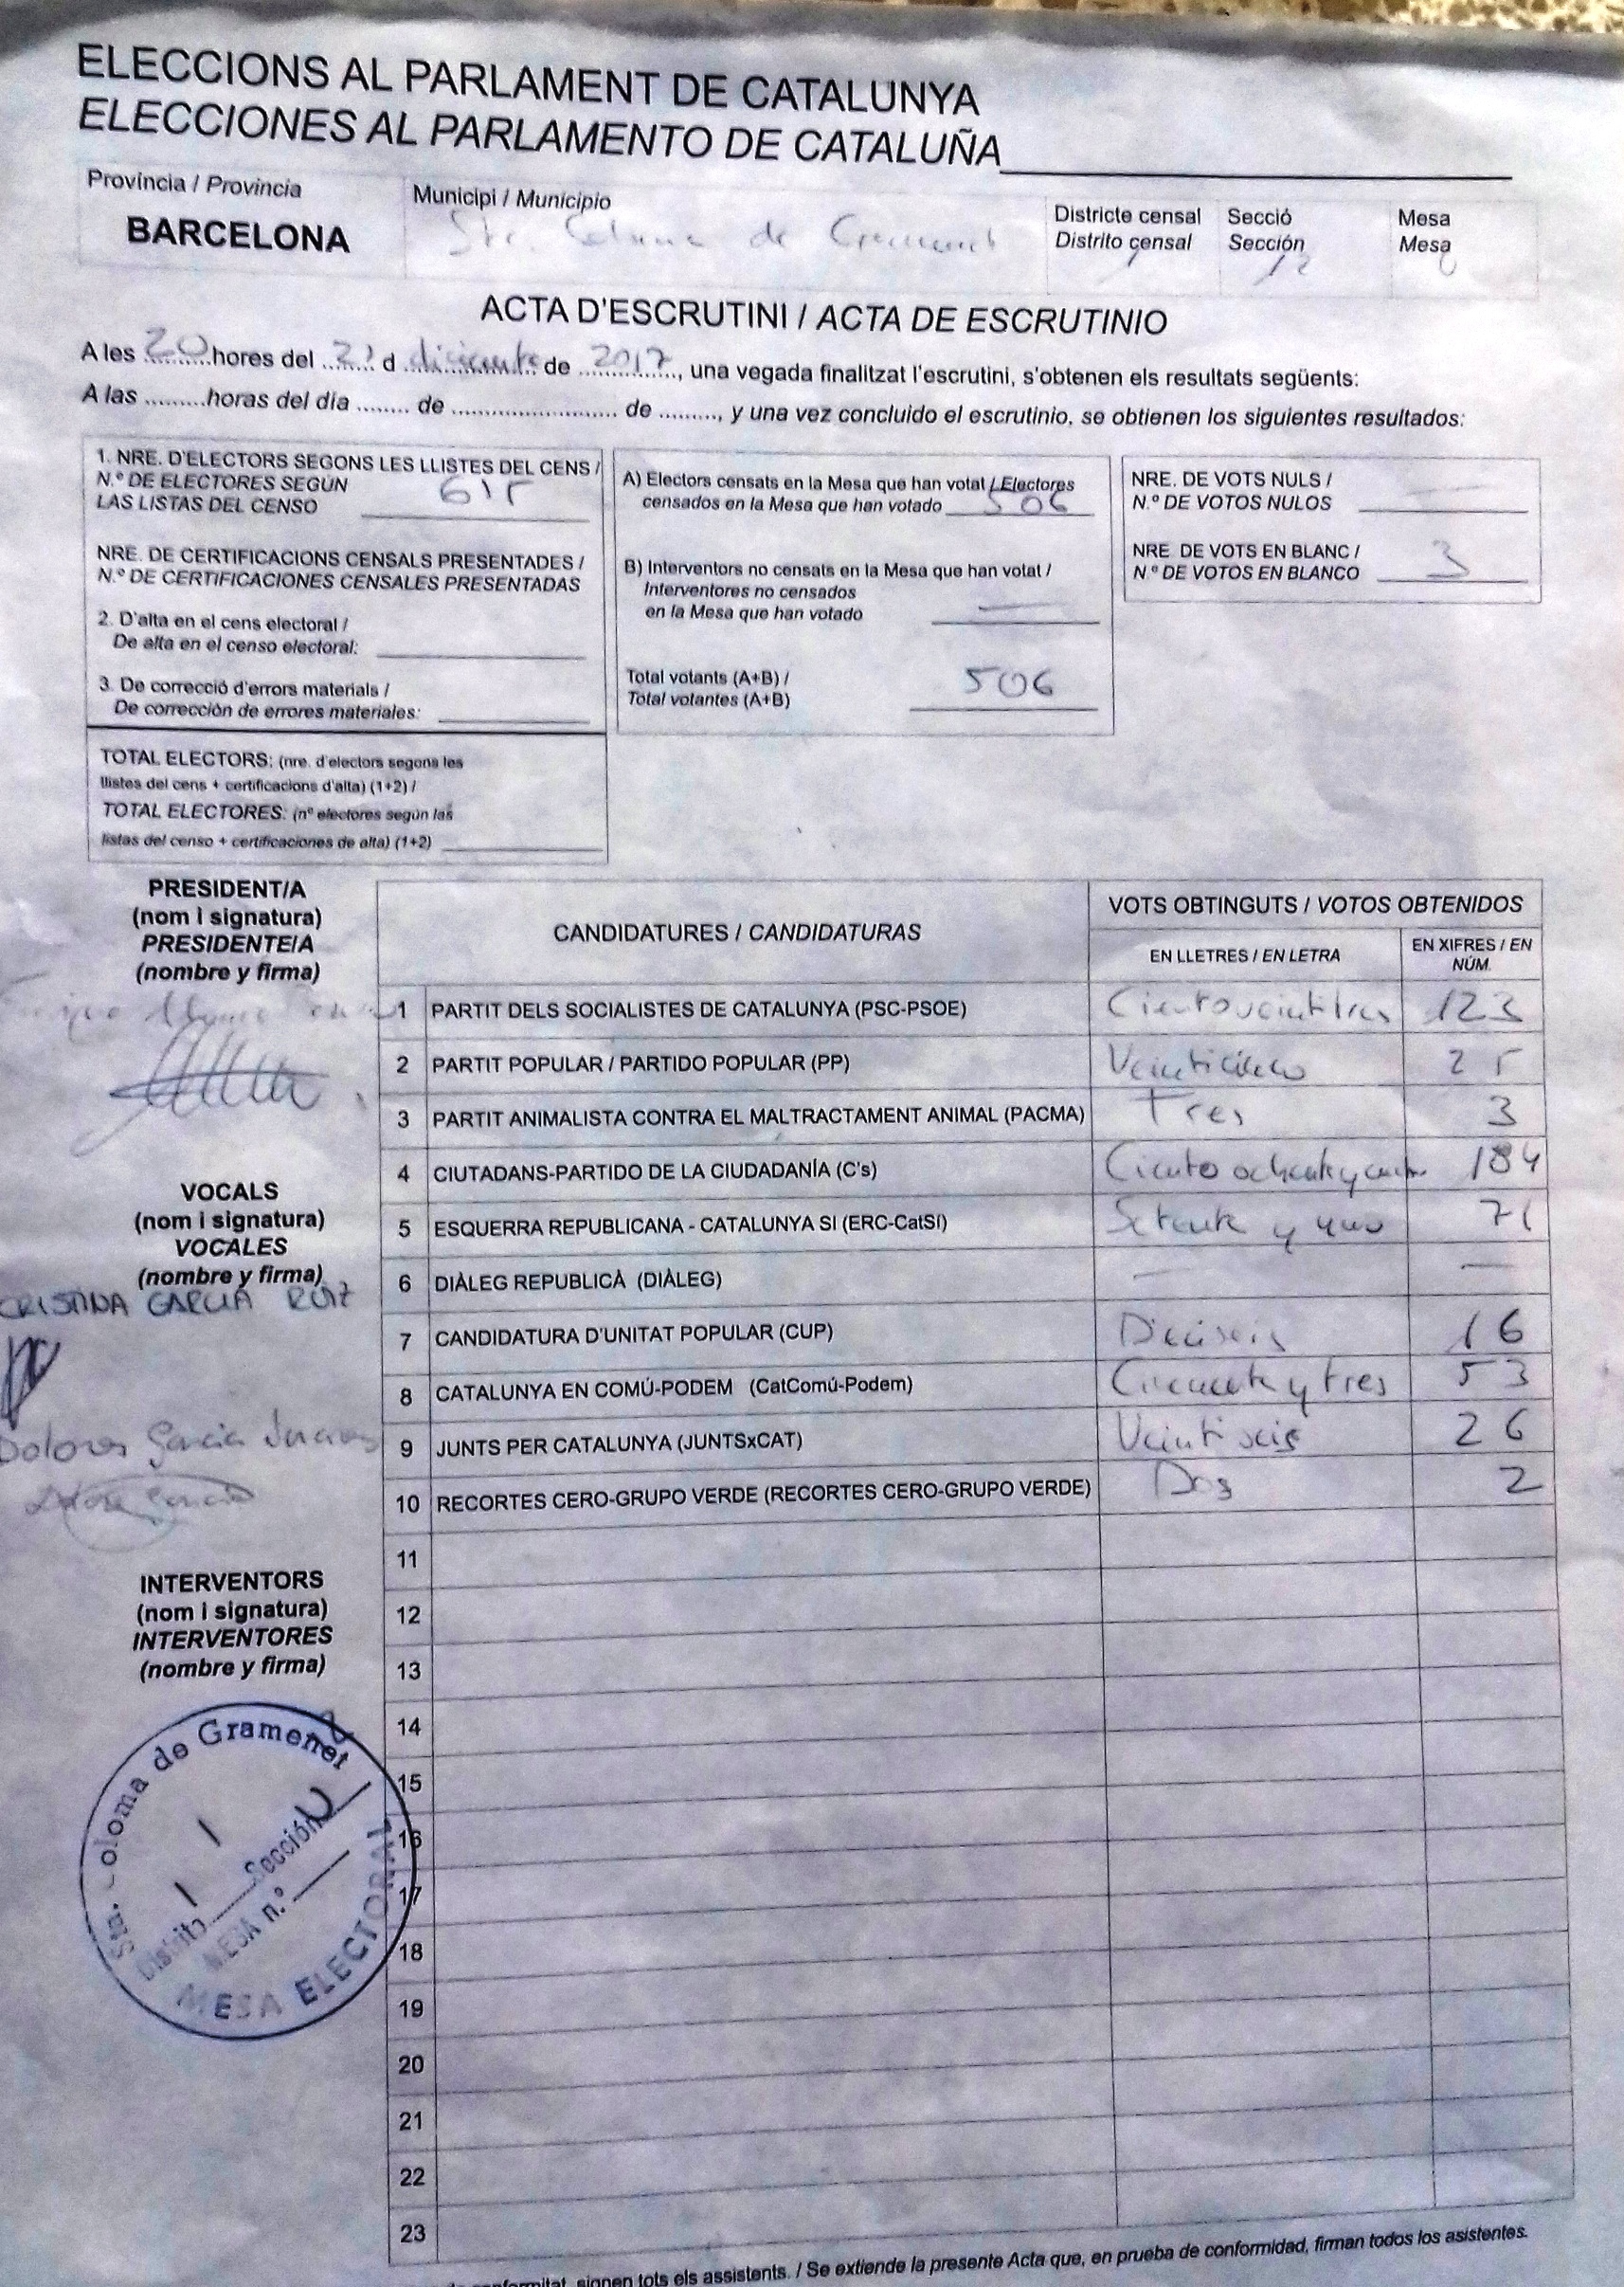 ELECCIONS AL PARLAMENT DE CATALUNYA
ELECCIONES AL PARLAMENTO DE CATALUÑA
Província / Provincia
BARCELONA
Municipi / Municipio
Sta. Coloma de Gramenet
Districte censal
Distrito censal
1
Secció
Sección
12
Mesa
Mesa
U
ACTA D'ESCRUTINI / ACTA DE ESCRUTINIO
A les 20 hores del 21 d diciembre de 2017, una vegada finalitzat l'escrutini, s'obtenen els resultats següents:
A las .........horas del día ........ de ........................ de ........., y una vez concluido el escrutinio, se obtienen los siguientes resultados:
1. NRE. D'ELECTORS SEGONS LES LLISTES DEL CENS /
N.º DE ELECTORES SEGÚN
LAS LISTAS DEL CENSO 615
NRE. DE CERTIFICACIONS CENSALS PRESENTADES /
N.º DE CERTIFICACIONES CENSALES PRESENTADAS
2. D'alta en el cens electoral /
De alta en el censo electoral:
3. De correcció d'errors materials /
De corrección de errores materiales:
TOTAL ELECTORS: (nre. d'electors segons les
llistes del cens + certificacions d'alta) (1+2) /
TOTAL ELECTORES: (nº electores según las
listas del censo + certificaciones de alta) (1+2)
A) Electors censats en la Mesa que han votat / Electores
censados en la Mesa que han votado 506
B) Interventors no censats en la Mesa que han votat /
Interventores no censados
en la Mesa que han votado —
Total votants (A+B) /
Total votantes (A+B) 506
NRE. DE VOTS NULS /
N.º DE VOTOS NULOS —
NRE. DE VOTS EN BLANC /
N.º DE VOTOS EN BLANCO 3
PRESIDENT/A
(nom i signatura)
PRESIDENTE/A
(nombre y firma)
VOCALS
(nom i signatura)
VOCALES
(nombre y firma)
CRISTINA GARCIA RUIZ
Dolores Garcia
Dolores Garcia
INTERVENTORS
(nom i signatura)
INTERVENTORES
(nombre y firma)
CANDIDATURES / CANDIDATURAS
VOTS OBTINGUTS / VOTOS OBTENIDOS
EN LLETRES / EN LETRA
EN XIFRES / EN NÚM.
1 PARTIT DELS SOCIALISTES DE CATALUNYA (PSC-PSOE) Ciento veintitres 123
2 PARTIT POPULAR / PARTIDO POPULAR (PP) Veinticinco 25
3 PARTIT ANIMALISTA CONTRA EL MALTRACTAMENT ANIMAL (PACMA) Tres 3
4 CIUTADANS-PARTIDO DE LA CIUDADANÍA (C's) Ciento ochenta y cuatro 184
5 ESQUERRA REPUBLICANA - CATALUNYA SI (ERC-CatSí) Setenta y uno 71
6 DIÀLEG REPUBLICÀ (DIÀLEG) — —
7 CANDIDATURA D'UNITAT POPULAR (CUP) Dieciseis 16
8 CATALUNYA EN COMÚ-PODEM (CatComú-Podem) Cincuenta y tres 53
9 JUNTS PER CATALUNYA (JUNTSxCAT) Veintiseis 26
10 RECORTES CERO-GRUPO VERDE (RECORTES CERO-GRUPO VERDE) Dos 2
11
12
13
14
15
16
17
18
19
20
21
22
23
Sta. Coloma de Gramenet
Distrito 1 Sección
MESA n.º U
MESA ELECTORAL
signen tots els assistents. / Se extiende la presente Acta que, en prueba de conformidad, firman todos los asistentes.